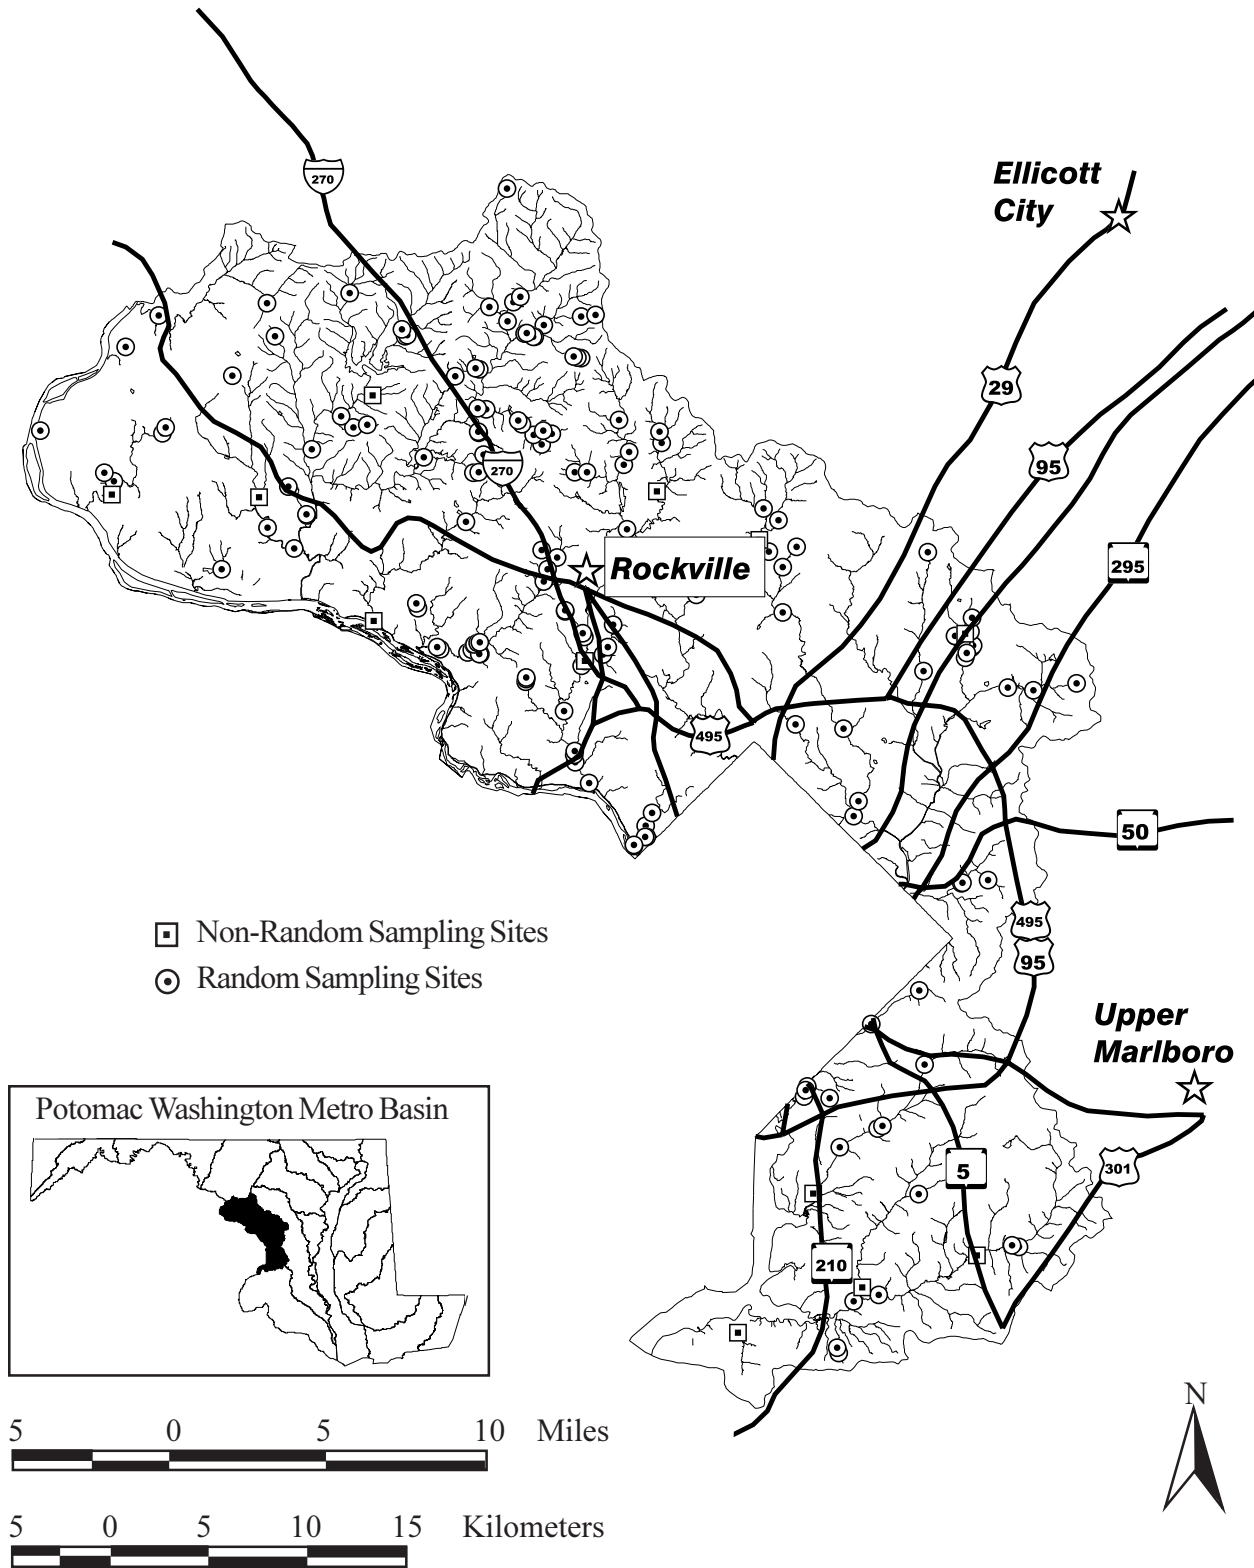 270
Ellicott
City
29
95
270
295
Rockville
495
50
Non-Random Sampling Sites
Random Sampling Sites
495
95
Upper
Marlboro
Potomac Washington Metro Basin
5
301
210
N
5 0 5 10 Miles
5 0 5 10 15 Kilometers